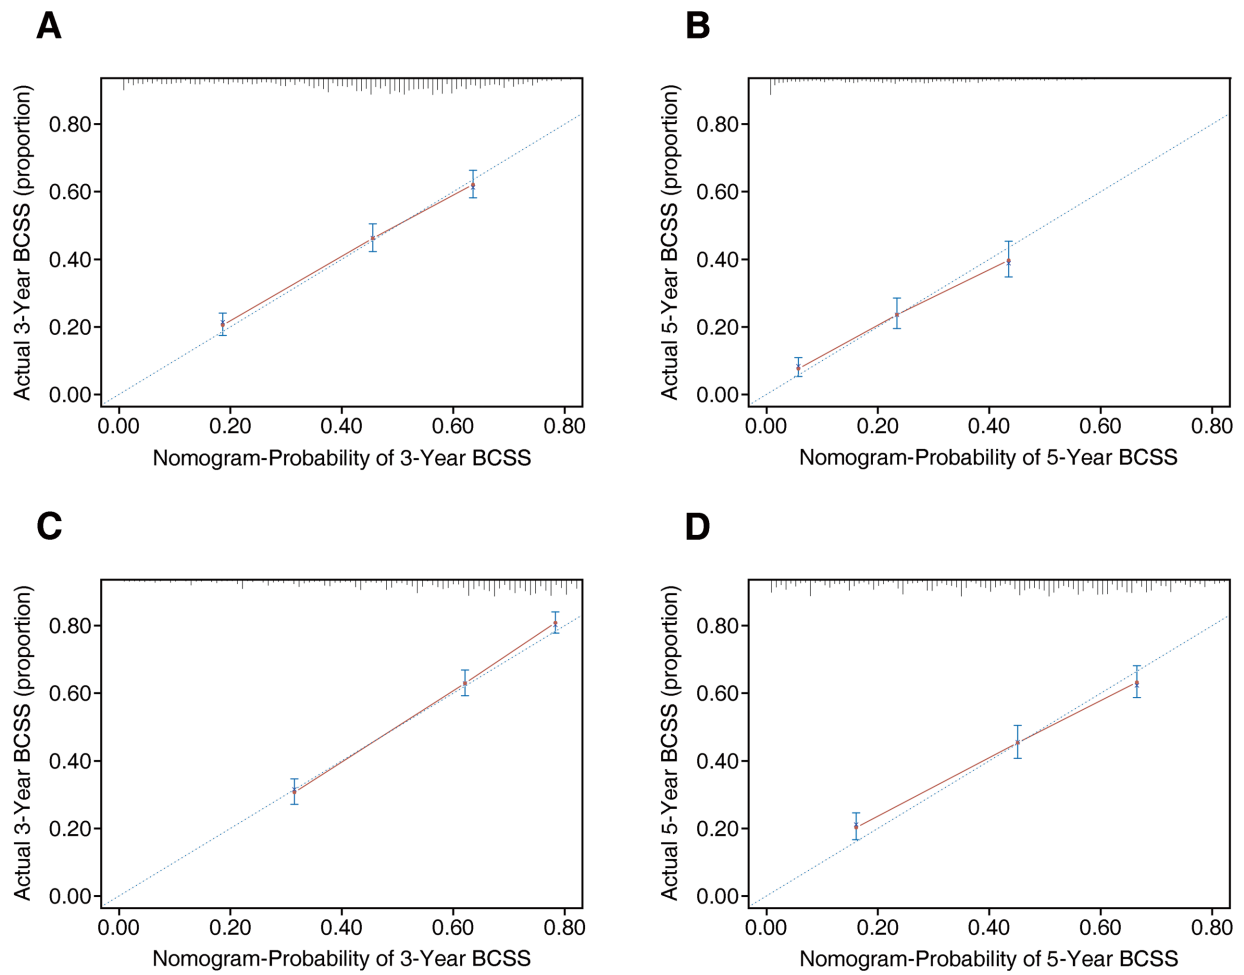 A
Actual 3-Year BCSS (proportion)
0.80
0.60
0.40
0.20
0.00
0.00 0.20 0.40 0.60 0.80
Nomogram-Probability of 3-Year BCSS
B
Actual 5-Year BCSS (proportion)
0.80
0.60
0.40
0.20
0.00
0.00 0.20 0.40 0.60 0.80
Nomogram-Probability of 5-Year BCSS
C
Actual 3-Year BCSS (proportion)
0.80
0.60
0.40
0.20
0.00
0.00 0.20 0.40 0.60 0.80
Nomogram-Probability of 3-Year BCSS
D
Actual 5-Year BCSS (proportion)
0.80
0.60
0.40
0.20
0.00
0.00 0.20 0.40 0.60 0.80
Nomogram-Probability of 5-Year BCSS